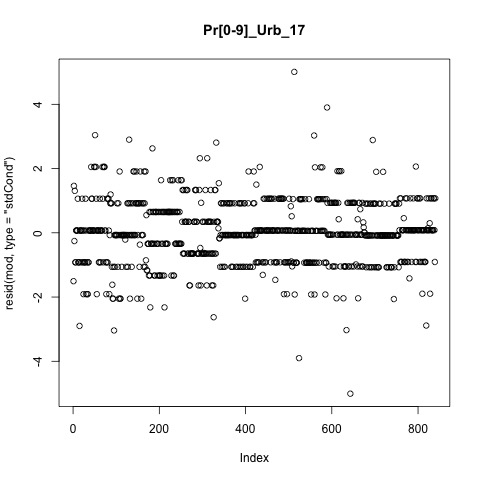 Pr[0-9]_Urb_17
resid(mod, type = "stdCond")
4
2
0
-2
-4
0 200 400 600 800
Index